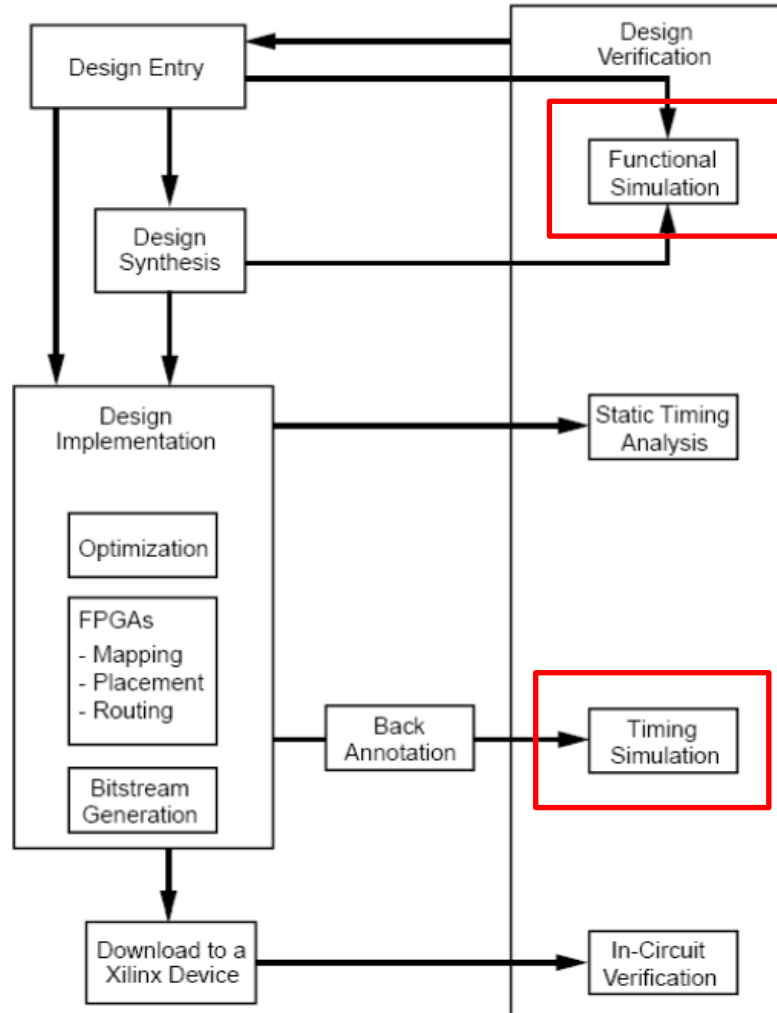 Design Entry
Design
Verification
Functional
Simulation
Design
Synthesis
Design
Implementation
Static Timing
Analysis
Optimization
FPGAs
- Mapping
- Placement
- Routing
Back
Annotation
Timing
Simulation
Bitstream
Generation
Download to a
Xilinx Device
In-Circuit
Verification